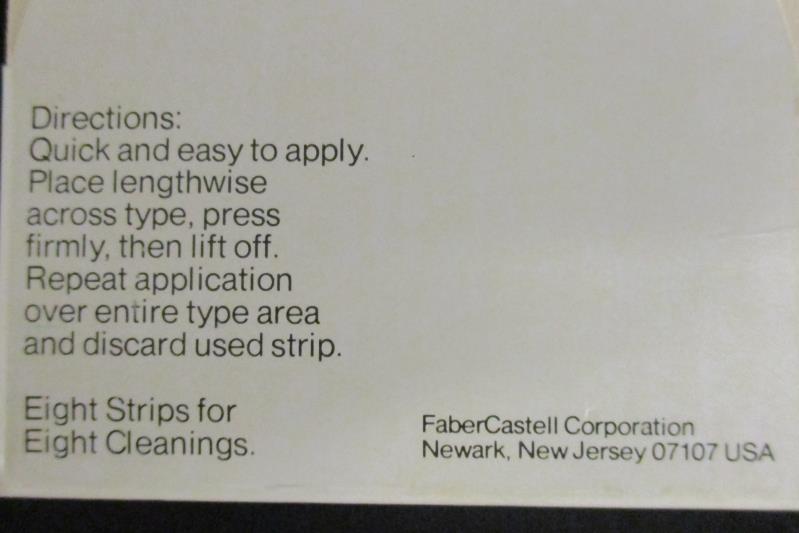 Directions:
Quick and easy to apply.
Place lengthwise
across type, press
firmly, then lift off.
Repeat application
over entire type area
and discard used strip.
Eight Strips for
Eight Cleanings.
FaberCastell Corporation
Newark, New Jersey 07107 USA